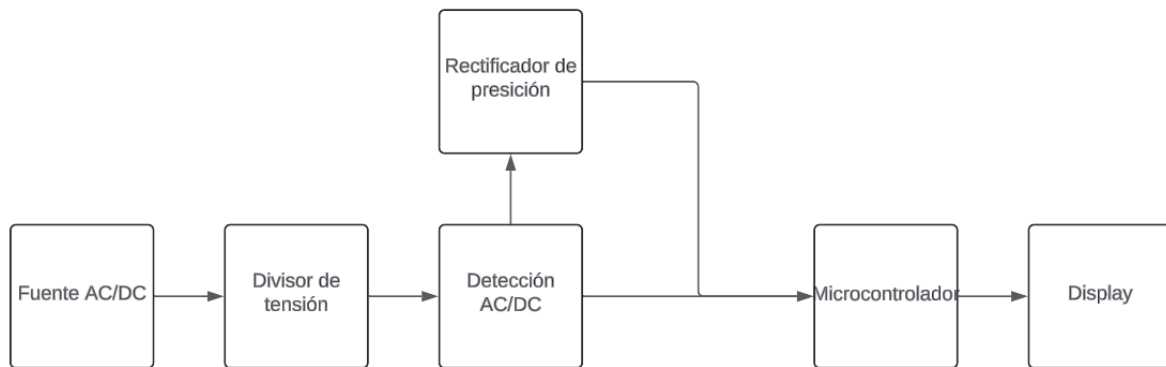 Rectificador de
presición
Fuente AC/DC
Divisor de
tensión
Detección
AC/DC
Microcontrolador
Display